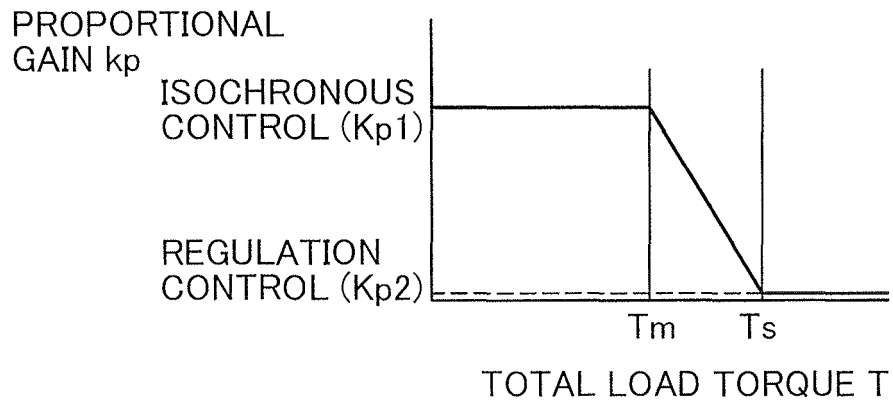 PROPORTIONAL
GAIN kp
ISOCHRONOUS
CONTROL (Kp1)
REGULATION
CONTROL (Kp2)
Tm Ts
TOTAL LOAD TORQUE T